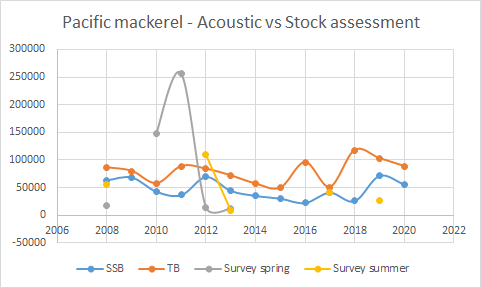 Pacific mackerel - Acoustic vs Stock assessment
300000
250000
200000
150000
100000
50000
0
-50000
2006 2008 2010 2012 2014 2016 2018 2020 2022
SSB TB Survey spring Survey summer